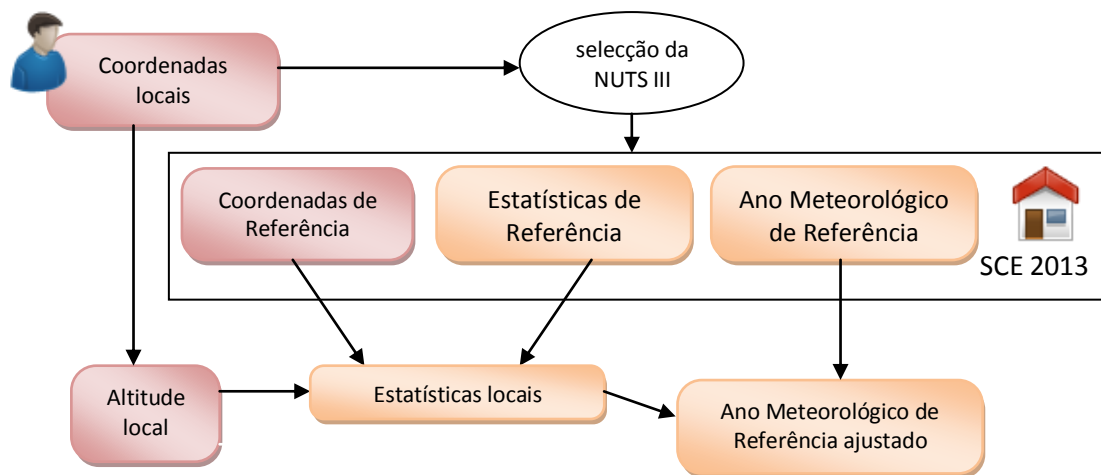 Coordenadas
locais
selecção da
NUTS III
Coordenadas de
Referência
Estatísticas de
Referência
Ano Meteorológico
de Referência
SCE 2013
Altitude
local
Estatísticas locais
Ano Meteorológico de
Referência ajustado